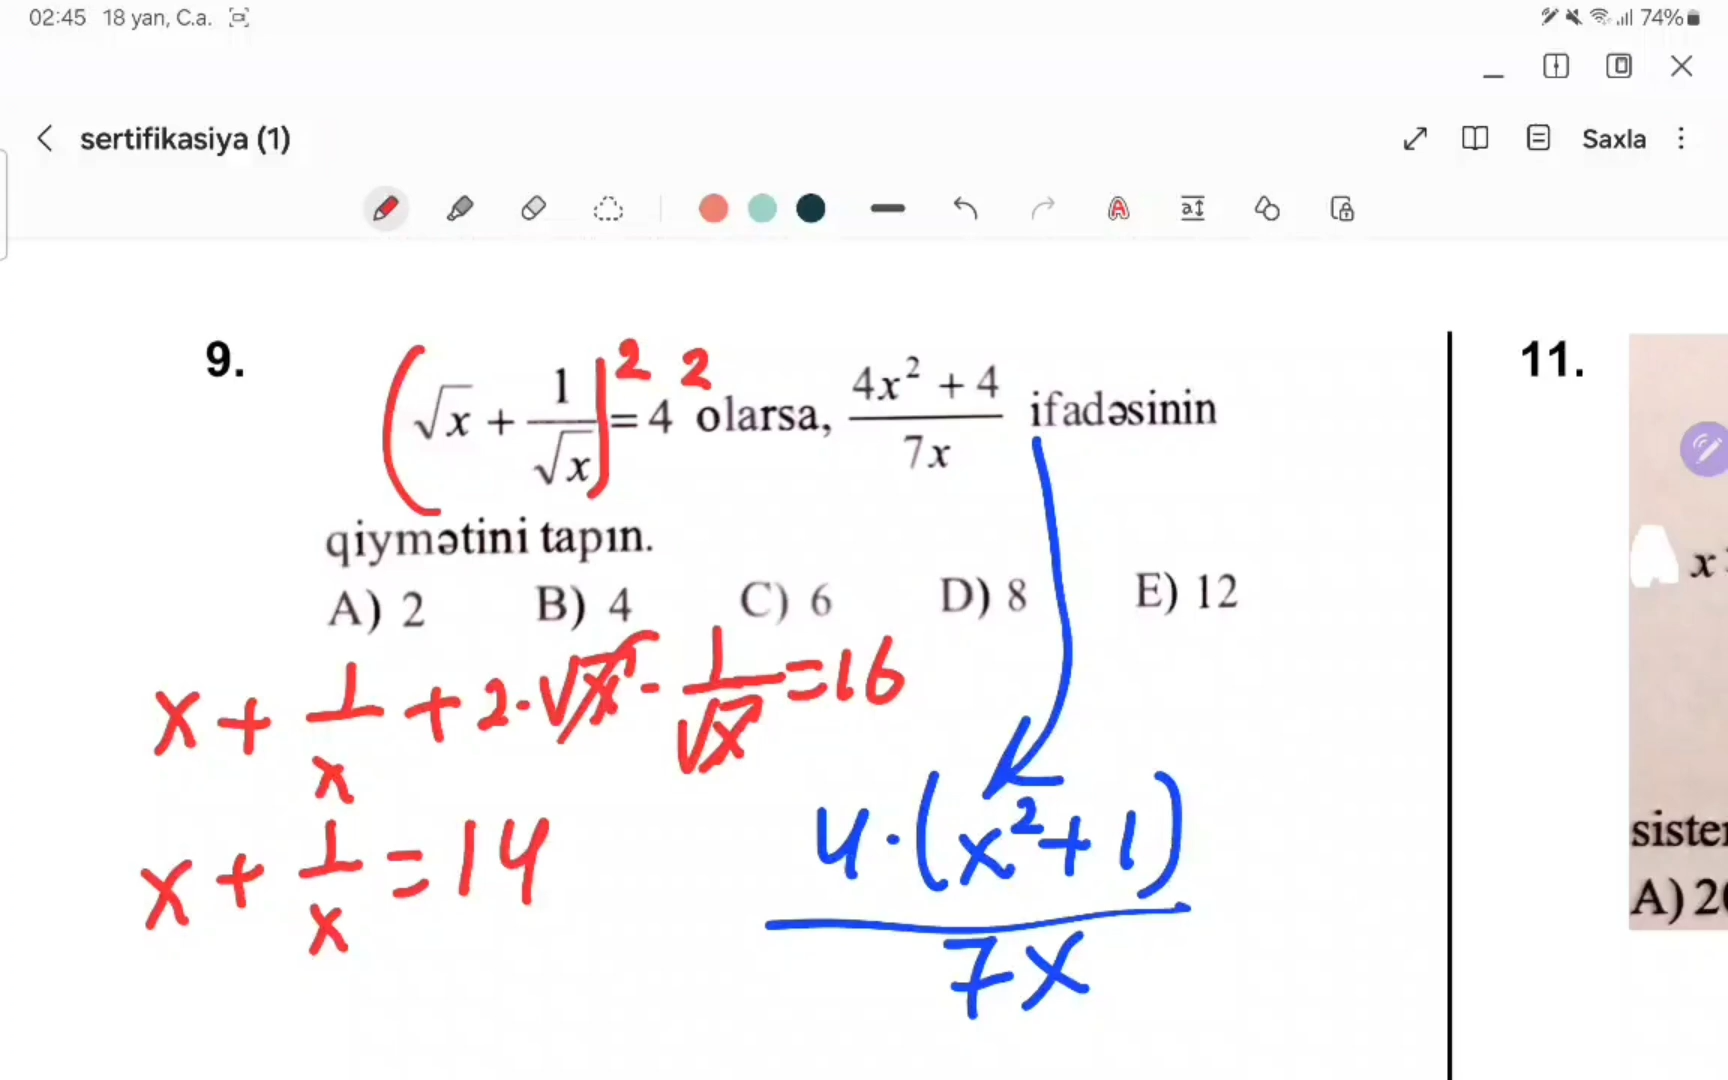 02:45 18 yan, C.a. 74%
sertifikasiya (1) Saxla
9. (√x + 1/√x)² = 4² olarsa, (4x² + 4)/(7x) ifadəsinin
qiymətini tapın.
A) 2 B) 4 C) 6 D) 8 E) 12
x + 1/x + 2·√x · 1/√x = 16
x + 1/x = 14
4·(x²+1)/7x
11.
x
A) 2